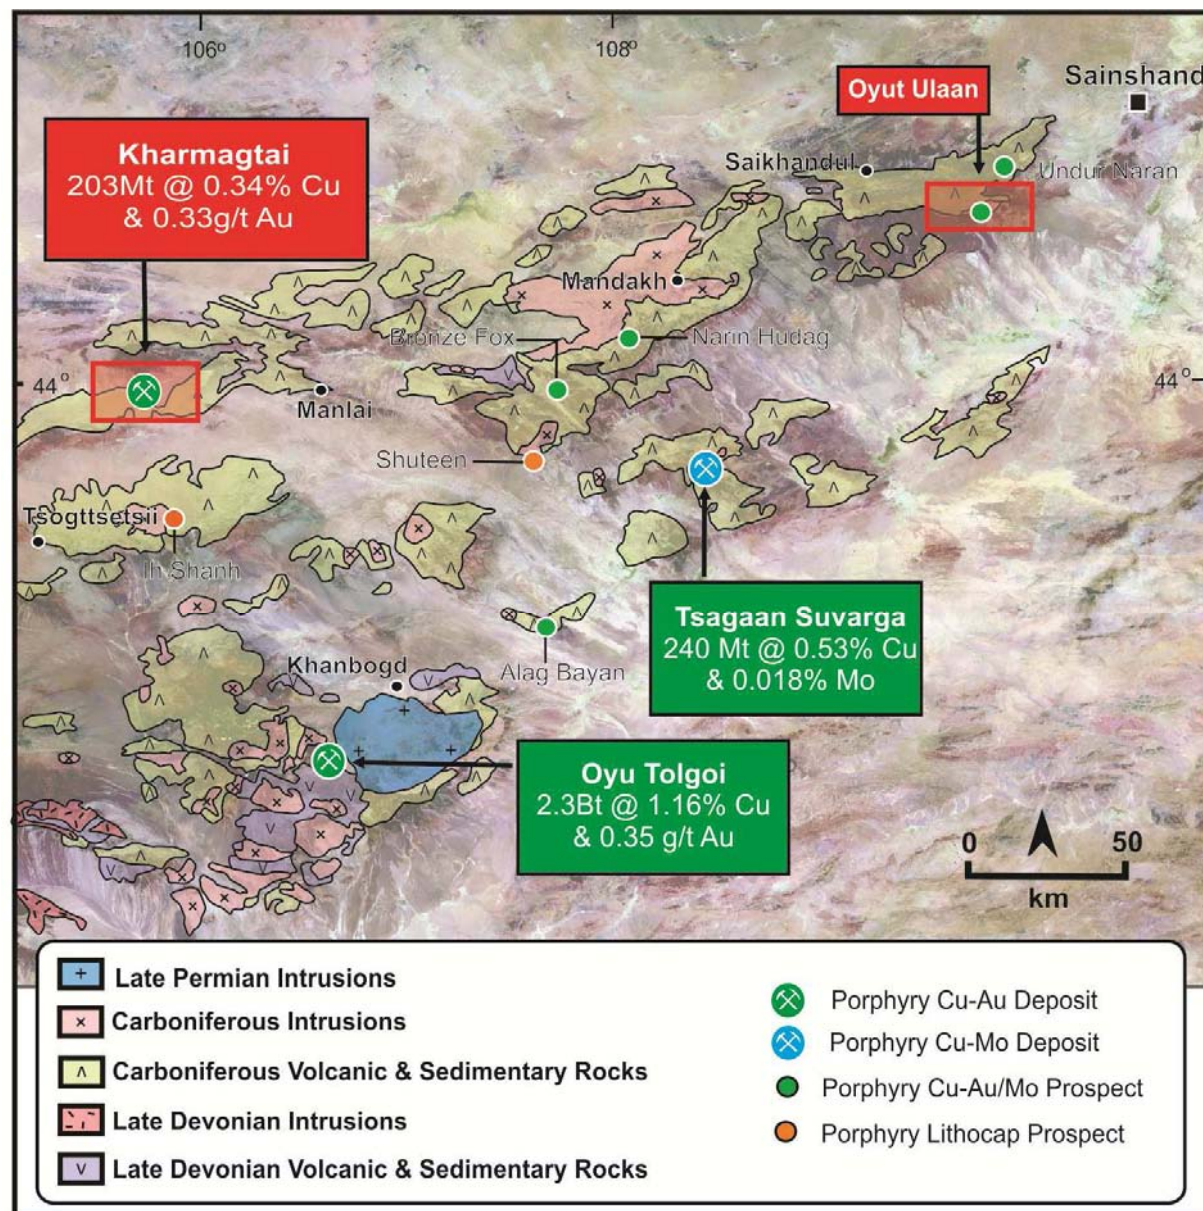 106°
108°
Sainshand
Oyut Ulaan
Kharmagtai
203Mt @ 0.34% Cu
& 0.33g/t Au
Saikhandul
Undur Naran
Mandakh
Bronze Fox
Narin Hudag
44°
44°
Manlai
Shuteen
Tsogttsetsii
Ih Shanh
Tsagaan Suvarga
240 Mt @ 0.53% Cu
& 0.018% Mo
Khanbogd
Alag Bayan
Oyu Tolgoi
2.3Bt @ 1.16% Cu
& 0.35 g/t Au
0 50
km
Late Permian Intrusions
Carboniferous Intrusions
Carboniferous Volcanic & Sedimentary Rocks
Late Devonian Intrusions
Late Devonian Volcanic & Sedimentary Rocks
Porphyry Cu-Au Deposit
Porphyry Cu-Mo Deposit
Porphyry Cu-Au/Mo Prospect
Porphyry Lithocap Prospect